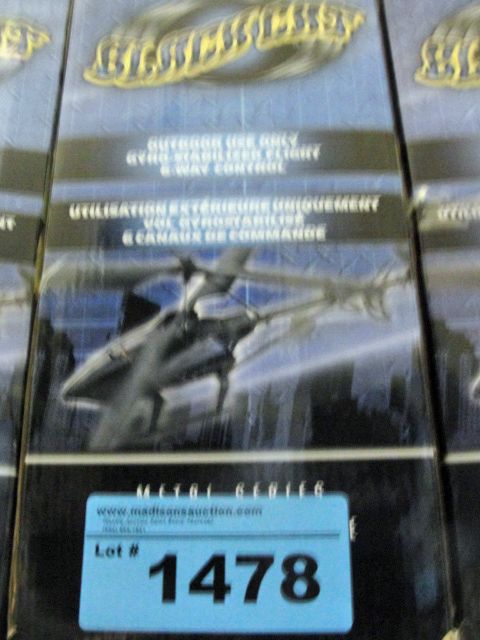 OUTDOOR USE ONLY
GYRO-STABILIZED FLIGHT
6-WAY CONTROL
UTILISATION EXTÉRIEURE UNIQUEMENT
VOL GYROSTABILISÉ
6 CANAUX DE COMMANDE
METAL SERIES
www.madisonsauction.com
Lot #
1478